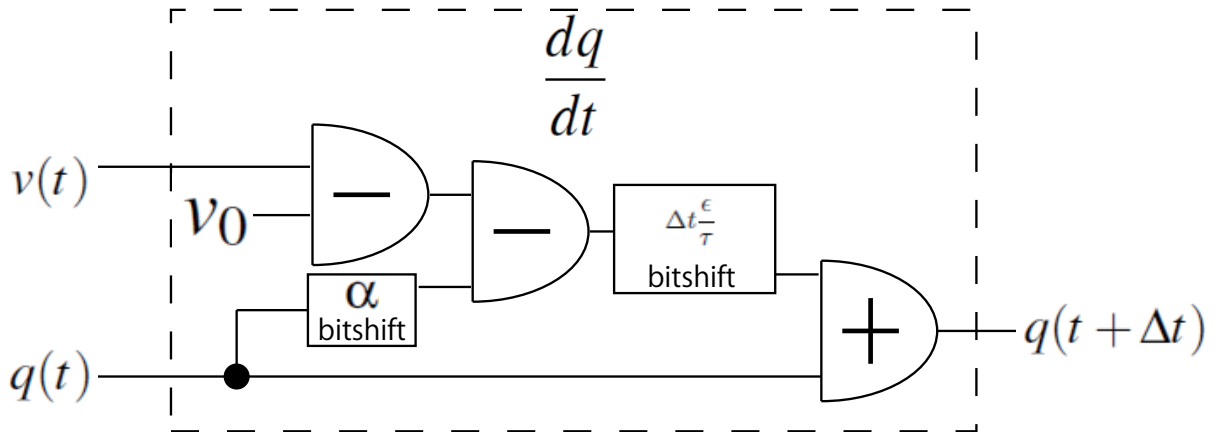 dq
dt
v(t)
−
v₀
−
Δt ϵ/τ
bitshift
α
bitshift
+
q(t + Δt)
q(t)